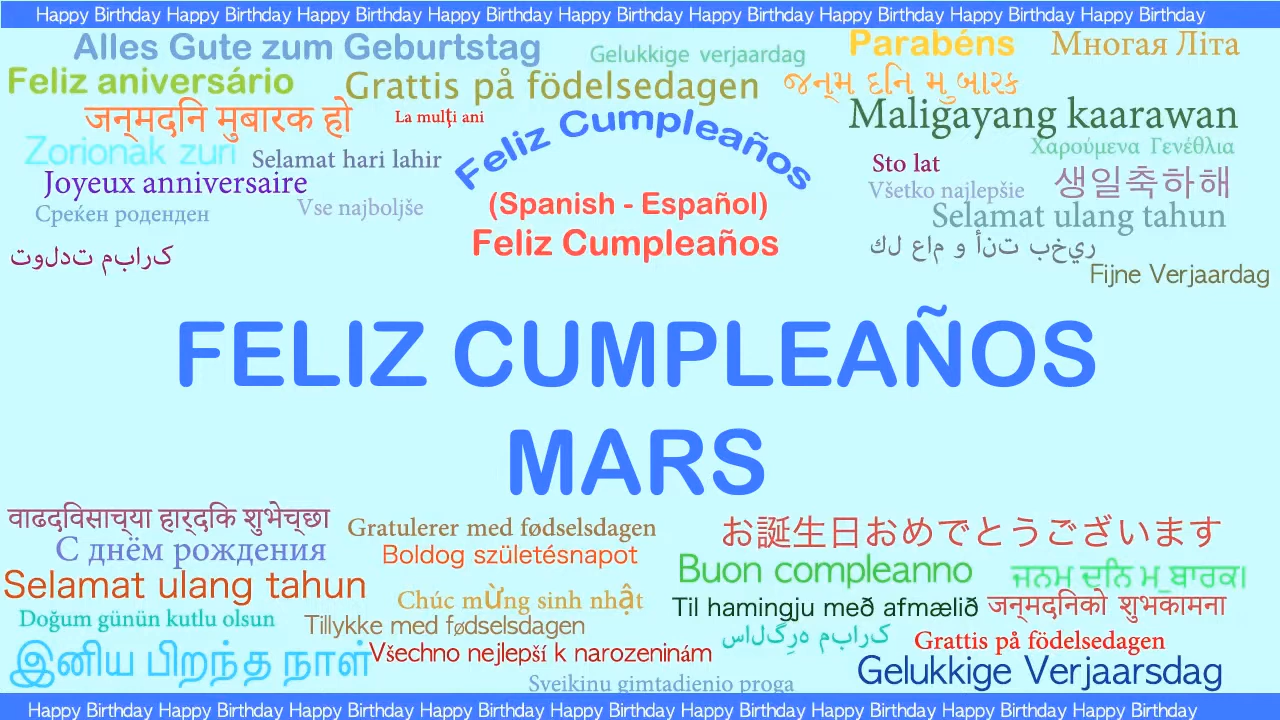 Happy Birthday Happy Birthday Happy Birthday Happy Birthday Happy Birthday Happy Birthday Happy Birthday Happy Birthday Happy Birthday
Alles Gute zum Geburtstag
Gelukkige verjaardag
Parabéns
Многая Літа
Feliz aniversário
Grattis på födelsedagen
જન્મ દિન મુબારક
जन्मदिन मुबारक हो
La mulţi ani
Feliz Cumpleaños
Maligayang kaarawan
Zorionak zuri
Selamat hari lahir
Sto lat
Χαρούμενα Γενέθλια
Joyeux anniversaire
Vse najboljše
(Spanish - Español)
Všetko najlepšie
생일축하해
Среќен роденден
Selamat ulang tahun
Feliz Cumpleaños
تولدت مبارک
كل عام و أنت بخير
Fijne Verjaardag
FELIZ CUMPLEAÑOS
MARS
वाढदिवसाच्या हार्दिक शुभेच्छा
Gratulerer med fødselsdagen
お誕生日おめでとうございます
С днём рождения
Boldog születésnapot
Buon compleanno
ਜਨਮ ਦਿਨ ਮੁਬਾਰਕ।
Selamat ulang tahun
Chúc mừng sinh nhật
Til hamingju með afmælið
जन्मदिनको शुभकामना
Doğum günün kutlu olsun
Tillykke med fødselsdagen
سالگرہ مبارک
Grattis på födelsedagen
இனிய பிறந்த நாள்
Všechno nejlepší k narozeninám
Gelukkige Verjaarsdag
Sveikinu gimtadienio proga
Happy Birthday Happy Birthday Happy Birthday Happy Birthday Happy Birthday Happy Birthday Happy Birthday Happy Birthday Happy Birthday